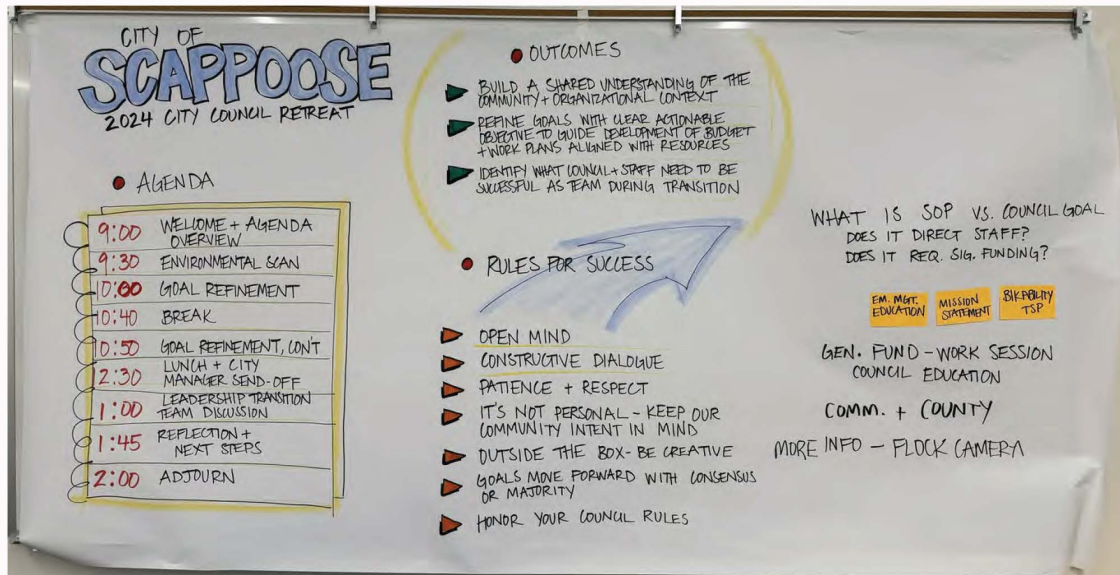 CITY OF
SCAPPOOSE
2024 CITY COUNCIL RETREAT
AGENDA
9:00 WELCOME + AGENDA
OVERVIEW
9:30 ENVIRONMENTAL SCAN
10:00 GOAL REFINEMENT
10:40 BREAK
10:50 GOAL REFINEMENT, CON'T
12:30 LUNCH + CITY
MANAGER SEND-OFF
1:00 LEADERSHIP TRANSITION
TEAM DISCUSSION
1:45 REFLECTION +
NEXT STEPS
2:00 ADJOURN
OUTCOMES
BUILD A SHARED UNDERSTANDING OF THE
COMMUNITY + ORGANIZATIONAL CONTEXT
REFINE GOALS WITH CLEAR ACTIONABLE
OBJECTIVE TO GUIDE DEVELOPMENT OF BUDGET
+ WORK PLANS ALIGNED WITH RESOURCES
IDENTIFY WHAT COUNCIL + STAFF NEED TO BE
SUCCESSFUL AS TEAM DURING TRANSITION
RULES FOR SUCCESS
OPEN MIND
CONSTRUCTIVE DIALOGUE
PATIENCE + RESPECT
IT'S NOT PERSONAL - KEEP OUR
COMMUNITY INTENT IN MIND
OUTSIDE THE BOX - BE CREATIVE
GOALS MOVE FORWARD WITH CONSENSUS
OR MAJORITY
HONOR YOUR COUNCIL RULES
WHAT IS SOP VS. COUNCIL GOAL
DOES IT DIRECT STAFF?
DOES IT REQ. SIG. FUNDING?
EM. MGT.
EDUCATION
MISSION
STATEMENT
BIKABILITY
TSP
GEN. FUND - WORK SESSION
COUNCIL EDUCATION
COMM. + COUNTY
MORE INFO - FLOCK CAMERA